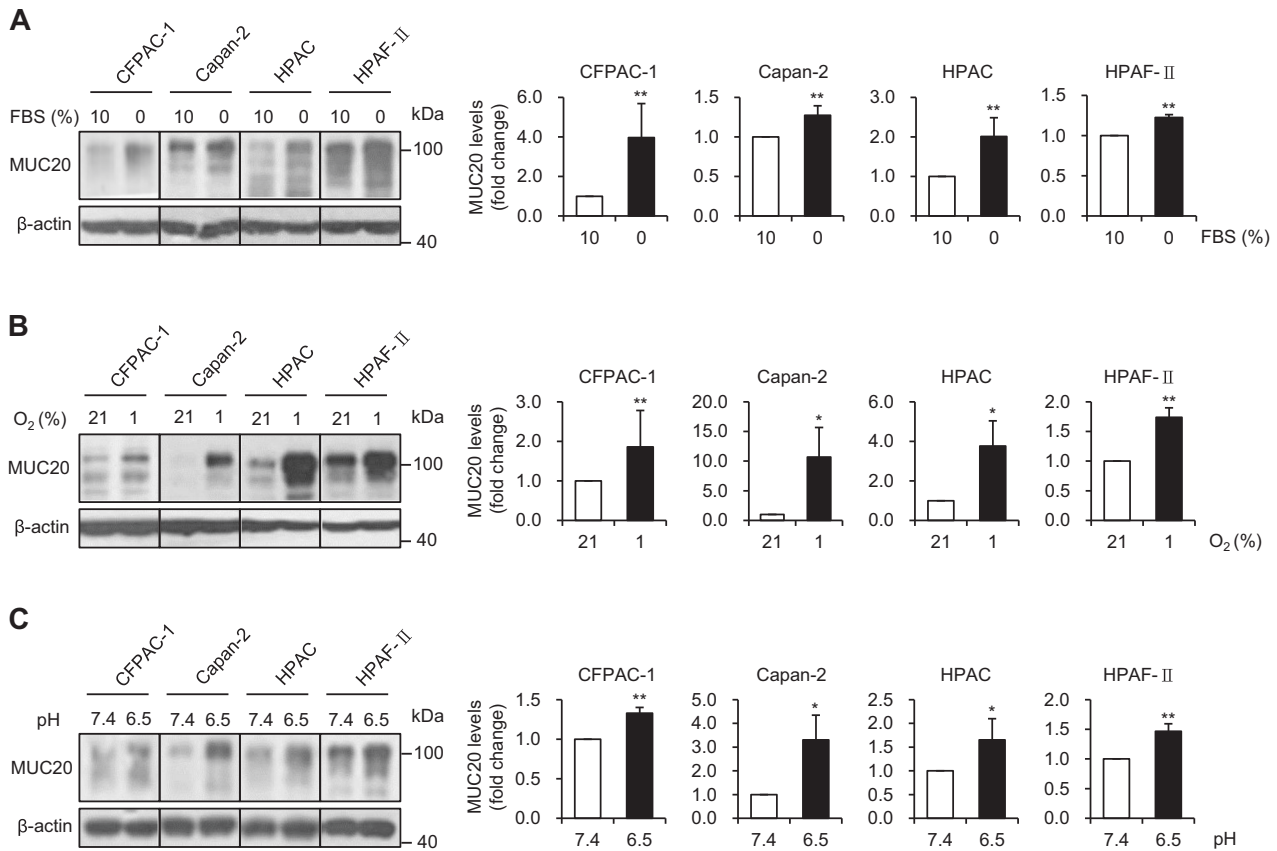 A
CFPAC-1 Capan-2 HPAC HPAF-Ⅱ
FBS (%) 10 0 10 0 10 0 10 0 kDa
MUC20
100
β-actin
40
MUC20 levels
(fold change)
CFPAC-1 Capan-2 HPAC HPAF-Ⅱ
6.0 4.0 2.0 0.0
**
10 0
1.5 1.0 0.5 0.0
**
10 0
3.0 2.0 1.0 0.0
**
10 0
1.5 1.0 0.5 0.0
**
10 0
FBS (%)
B
CFPAC-1 Capan-2 HPAC HPAF-Ⅱ
O2 (%) 21 1 21 1 21 1 21 1 kDa
MUC20
100
β-actin
40
MUC20 levels
(fold change)
CFPAC-1 Capan-2 HPAC HPAF-Ⅱ
3.0 2.0 1.0 0.0
**
21 1
20.0 15.0 10.0 5.0 0.0
*
21 1
6.0 4.0 2.0 0.0
*
21 1
2.0 1.5 1.0 0.5 0.0
**
21 1
O2 (%)
C
CFPAC-1 Capan-2 HPAC HPAF-Ⅱ
pH 7.4 6.5 7.4 6.5 7.4 6.5 7.4 6.5 kDa
MUC20
100
β-actin
40
MUC20 levels
(fold change)
CFPAC-1 Capan-2 HPAC HPAF-Ⅱ
1.5 1.0 0.5 0.0
**
7.4 6.5
5.0 4.0 3.0 2.0 1.0 0.0
*
7.4 6.5
2.5 2.0 1.5 1.0 0.5 0.0
*
7.4 6.5
2.0 1.5 1.0 0.5 0.0
**
7.4 6.5
pH